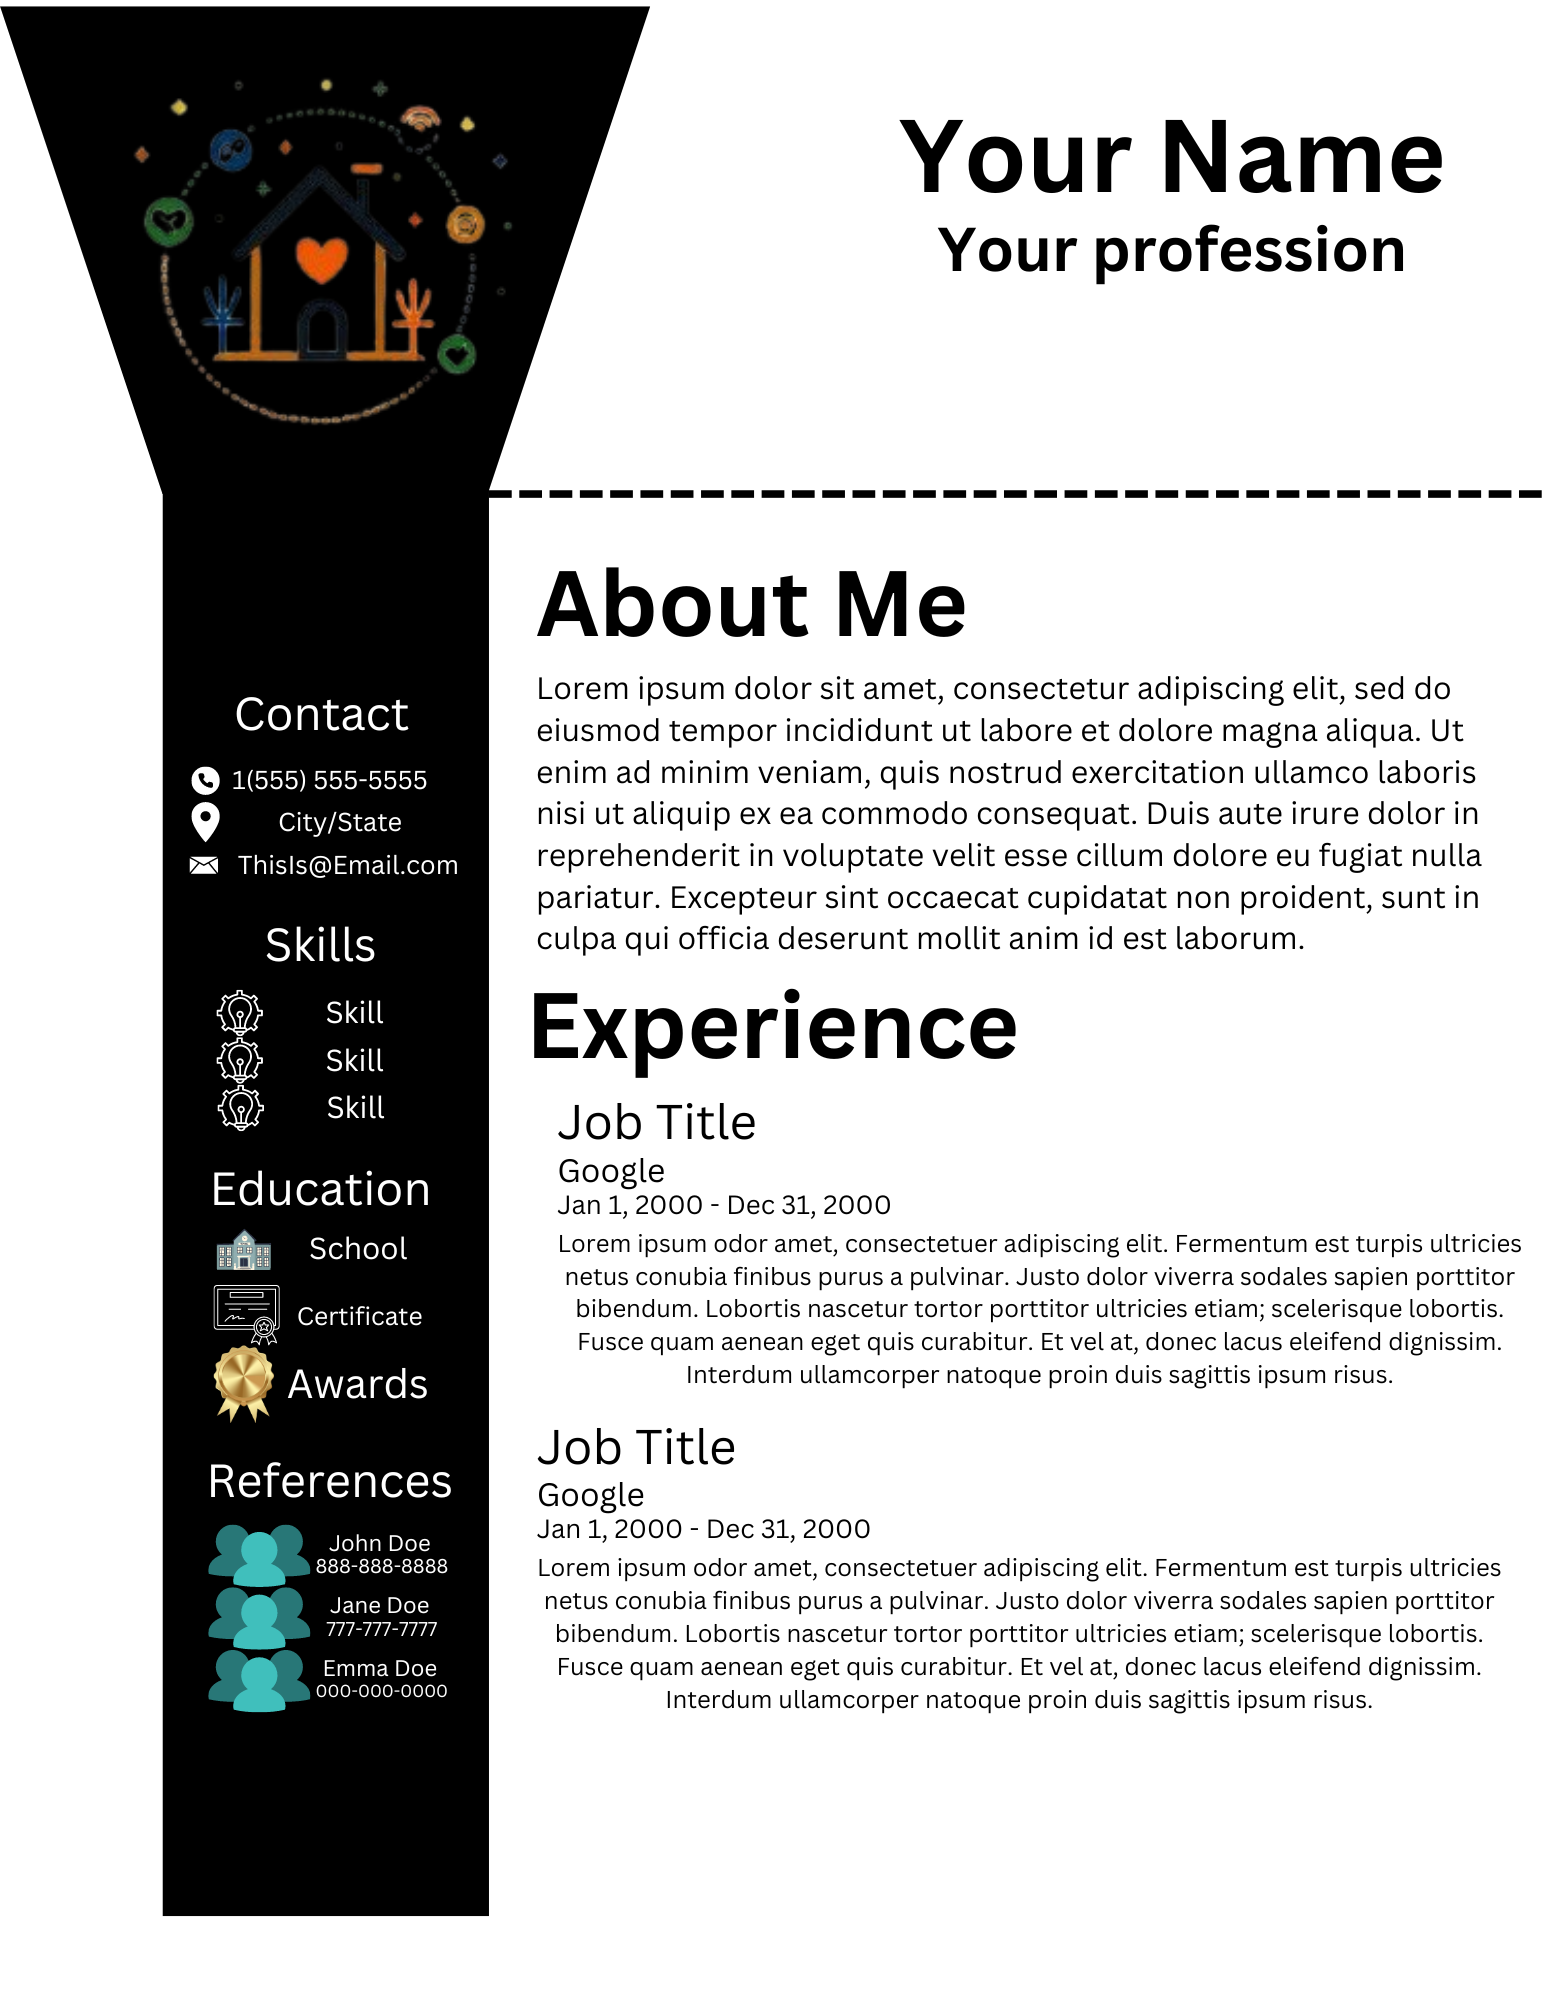 Your Name
Your profession
Contact
1(555) 555-5555
City/State
ThisIs@Email.com
Skills
Skill
Skill
Skill
Education
School
Certificate
Awards
References
John Doe
888-888-8888
Jane Doe
777-777-7777
Emma Doe
000-000-0000
About Me
Lorem ipsum dolor sit amet, consectetur adipiscing elit, sed do
eiusmod tempor incididunt ut labore et dolore magna aliqua. Ut
enim ad minim veniam, quis nostrud exercitation ullamco laboris
nisi ut aliquip ex ea commodo consequat. Duis aute irure dolor in
reprehenderit in voluptate velit esse cillum dolore eu fugiat nulla
pariatur. Excepteur sint occaecat cupidatat non proident, sunt in
culpa qui officia deserunt mollit anim id est laborum.
Experience
Job Title
Google
Jan 1, 2000 - Dec 31, 2000
Lorem ipsum odor amet, consectetuer adipiscing elit. Fermentum est turpis ultricies
netus conubia finibus purus a pulvinar. Justo dolor viverra sodales sapien porttitor
bibendum. Lobortis nascetur tortor porttitor ultricies etiam; scelerisque lobortis.
Fusce quam aenean eget quis curabitur. Et vel at, donec lacus eleifend dignissim.
Interdum ullamcorper natoque proin duis sagittis ipsum risus.
Job Title
Google
Jan 1, 2000 - Dec 31, 2000
Lorem ipsum odor amet, consectetuer adipiscing elit. Fermentum est turpis ultricies
netus conubia finibus purus a pulvinar. Justo dolor viverra sodales sapien porttitor
bibendum. Lobortis nascetur tortor porttitor ultricies etiam; scelerisque lobortis.
Fusce quam aenean eget quis curabitur. Et vel at, donec lacus eleifend dignissim.
Interdum ullamcorper natoque proin duis sagittis ipsum risus.